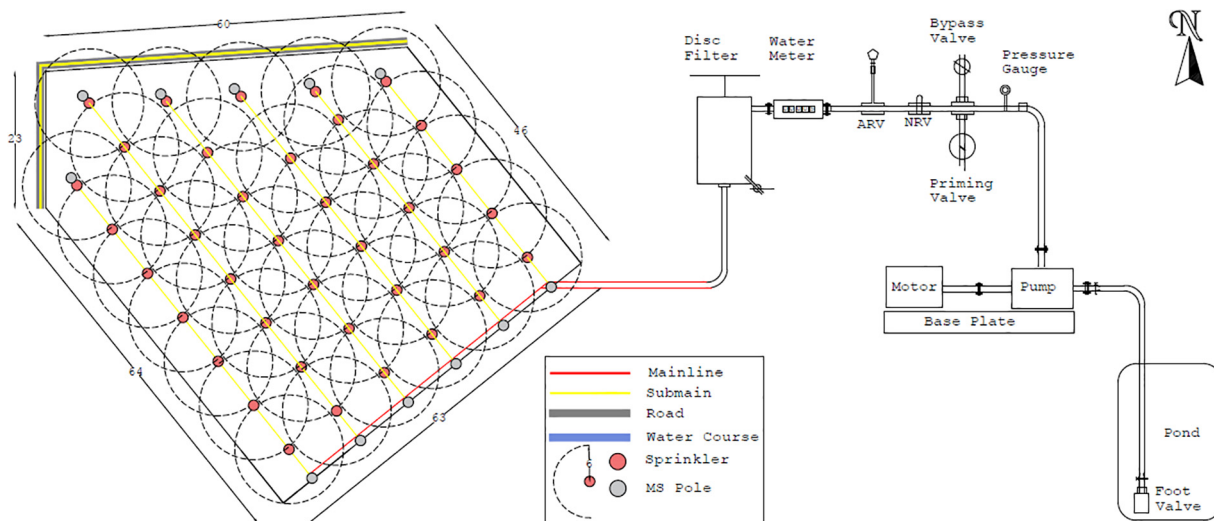 60
N
Bypass
Valve
Disc
Filter
Water
Meter
Pressure
Gauge
ARV
NRV
23
46
Priming
Valve
Motor
Pump
Base Plate
64
63
Mainline
Submain
Road
Water Course
Sprinkler
MS Pole
Pond
Foot
Valve